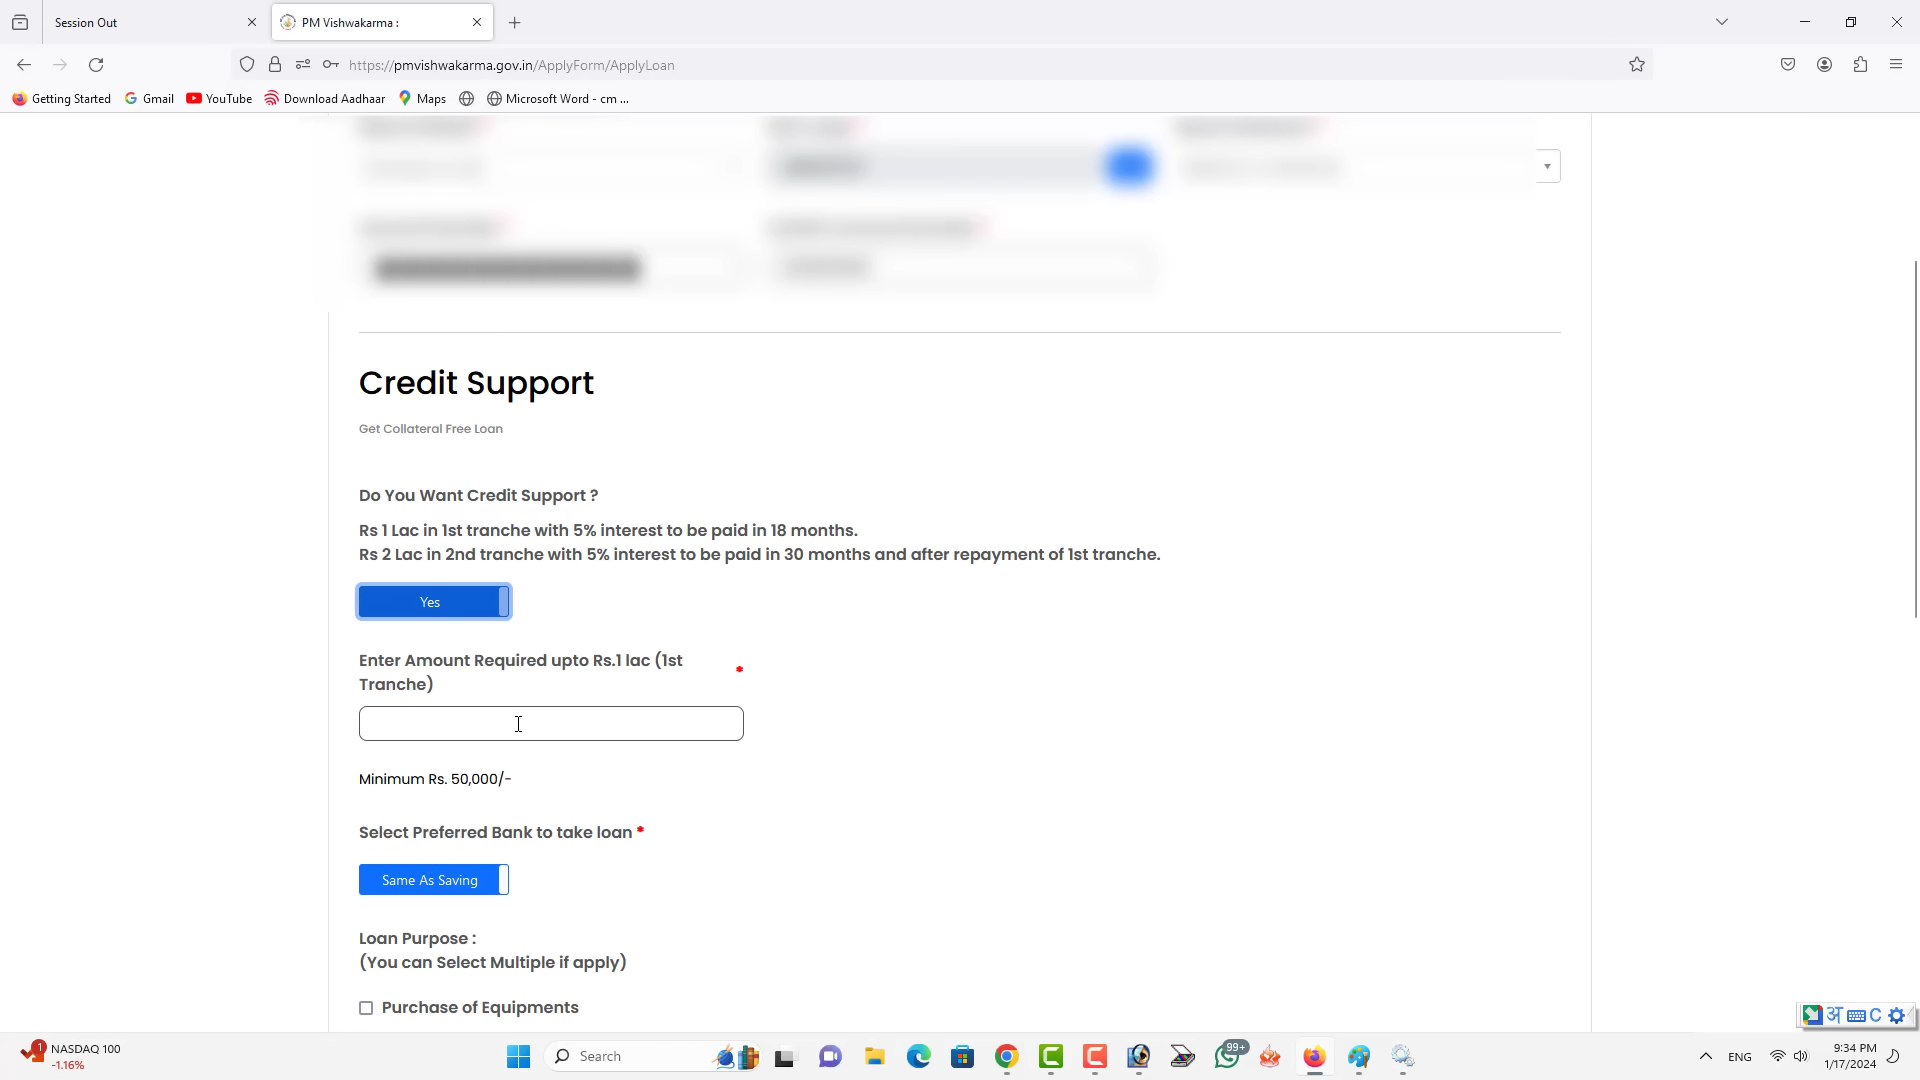 Session Out
PM Vishwakarma :
https://pmvishwakarma.gov.in/ApplyForm/ApplyLoan
Getting Started
Gmail
YouTube
Download Aadhaar
Maps
Microsoft Word - cm ...
Credit Support
Get Collateral Free Loan
Do You Want Credit Support ?
Rs 1 Lac in 1st tranche with 5% interest to be paid in 18 months.
Rs 2 Lac in 2nd tranche with 5% interest to be paid in 30 months and after repayment of 1st tranche.
Yes
Enter Amount Required upto Rs.1 lac (1st
Tranche) *
Minimum Rs. 50,000/-
Select Preferred Bank to take loan *
Same As Saving
Loan Purpose :
(You can Select Multiple if apply)
Purchase of Equipments
अ C
1
NASDAQ 100
-1.16%
Search
99+
ENG
9:34 PM
1/17/2024